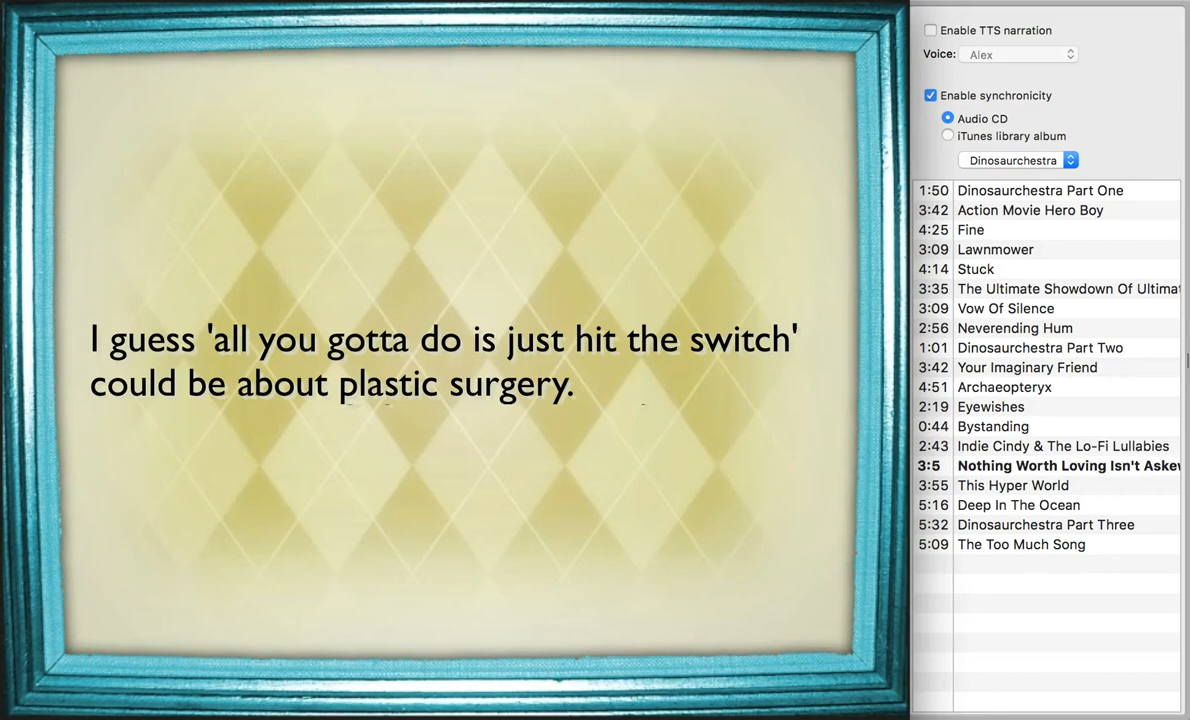 I guess 'all you gotta do is just hit the switch'
could be about plastic surgery.
Enable TTS narration
Voice: Alex
Enable synchronicity
Audio CD
iTunes library album
Dinosaurchestra
1:50 Dinosaurchestra Part One
3:42 Action Movie Hero Boy
4:25 Fine
3:09 Lawnmower
4:14 Stuck
3:35 The Ultimate Showdown Of Ultimat
3:09 Vow Of Silence
2:56 Neverending Hum
1:01 Dinosaurchestra Part Two
3:42 Your Imaginary Friend
4:51 Archaeopteryx
2:19 Eyewishes
0:44 Bystanding
2:43 Indie Cindy & The Lo-Fi Lullabies
3:5 Nothing Worth Loving Isn't Askew
3:55 This Hyper World
5:16 Deep In The Ocean
5:32 Dinosaurchestra Part Three
5:09 The Too Much Song